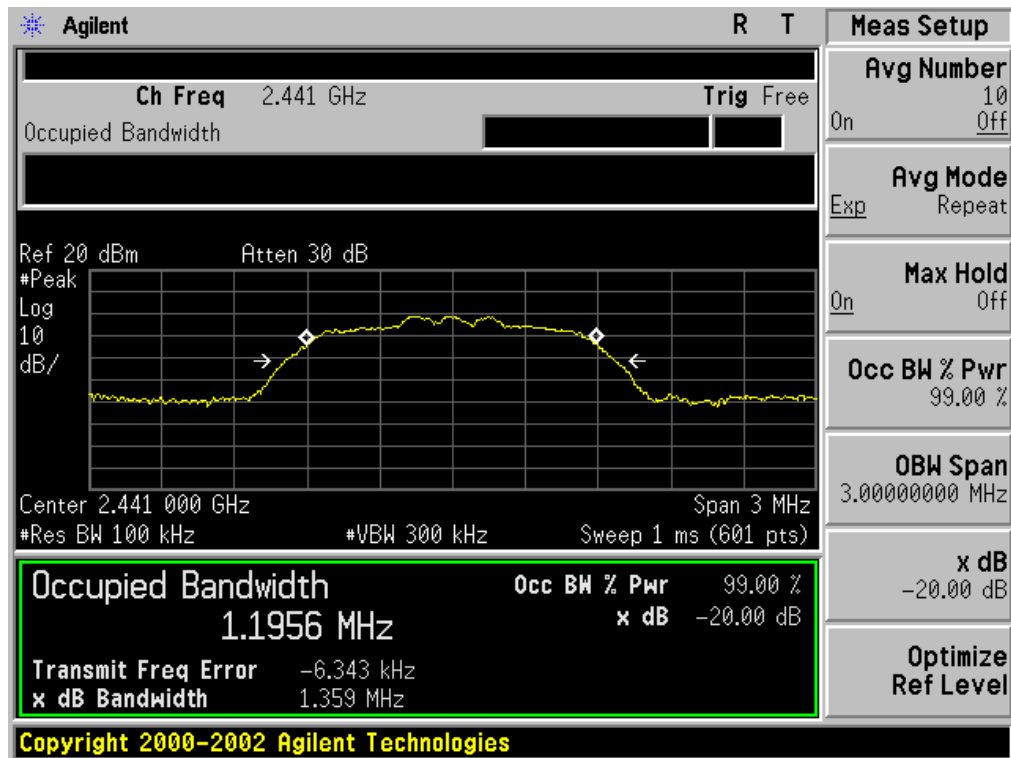 Agilent R T
Ch Freq 2.441 GHz Trig Free
Occupied Bandwidth
Ref 20 dBm Atten 30 dB
#Peak
Log
10
dB/
Center 2.441 000 GHz Span 3 MHz
#Res BW 100 kHz #VBW 300 kHz Sweep 1 ms (601 pts)
Occupied Bandwidth Occ BW % Pwr 99.00 %
1.1956 MHz x dB -20.00 dB
Transmit Freq Error -6.343 kHz
x dB Bandwidth 1.359 MHz
Copyright 2000-2002 Agilent Technologies
Meas Setup
Avg Number
10
On Off
Avg Mode
Exp Repeat
Max Hold
On Off
Occ BW % Pwr
99.00 %
OBW Span
3.00000000 MHz
x dB
-20.00 dB
Optimize
Ref Level